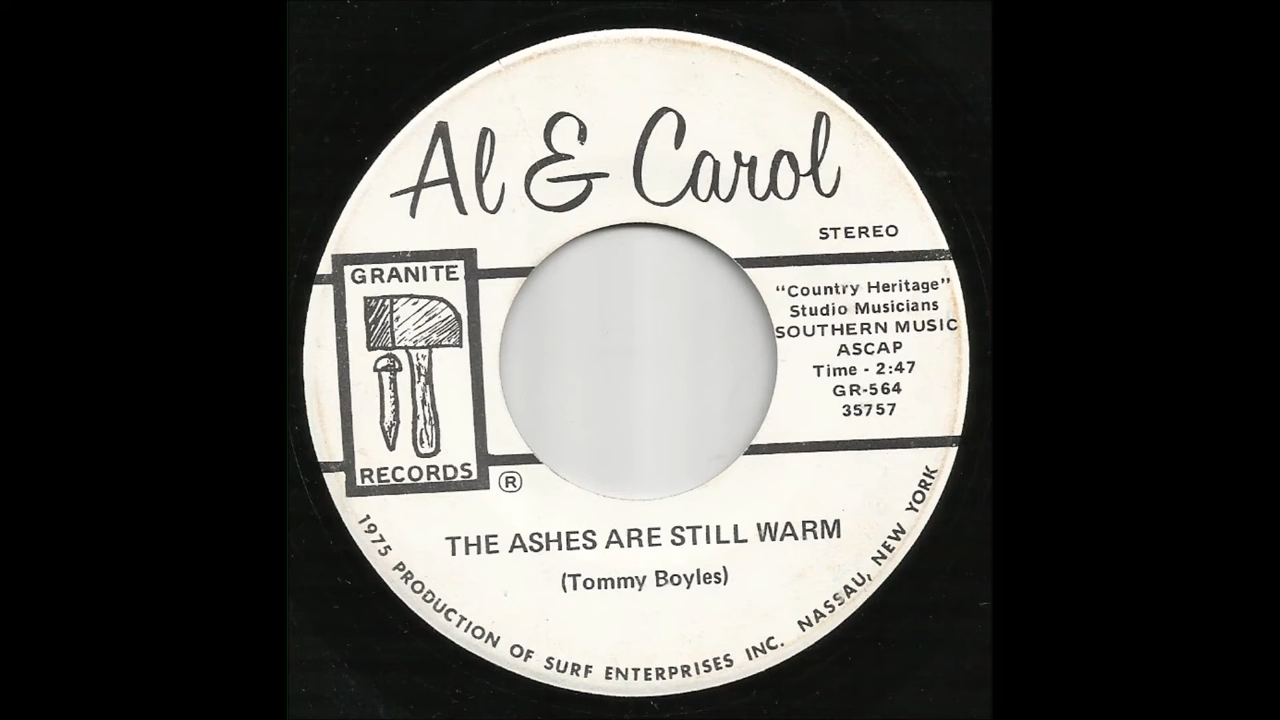 Al & Carol
STEREO
GRANITE
RECORDS
®
"Country Heritage"
Studio Musicians
SOUTHERN MUSIC
ASCAP
Time - 2:47
GR-564
35757
THE ASHES ARE STILL WARM
(Tommy Boyles)
1975 PRODUCTION OF SURF ENTERPRISES INC. NASSAU, NEW YORK